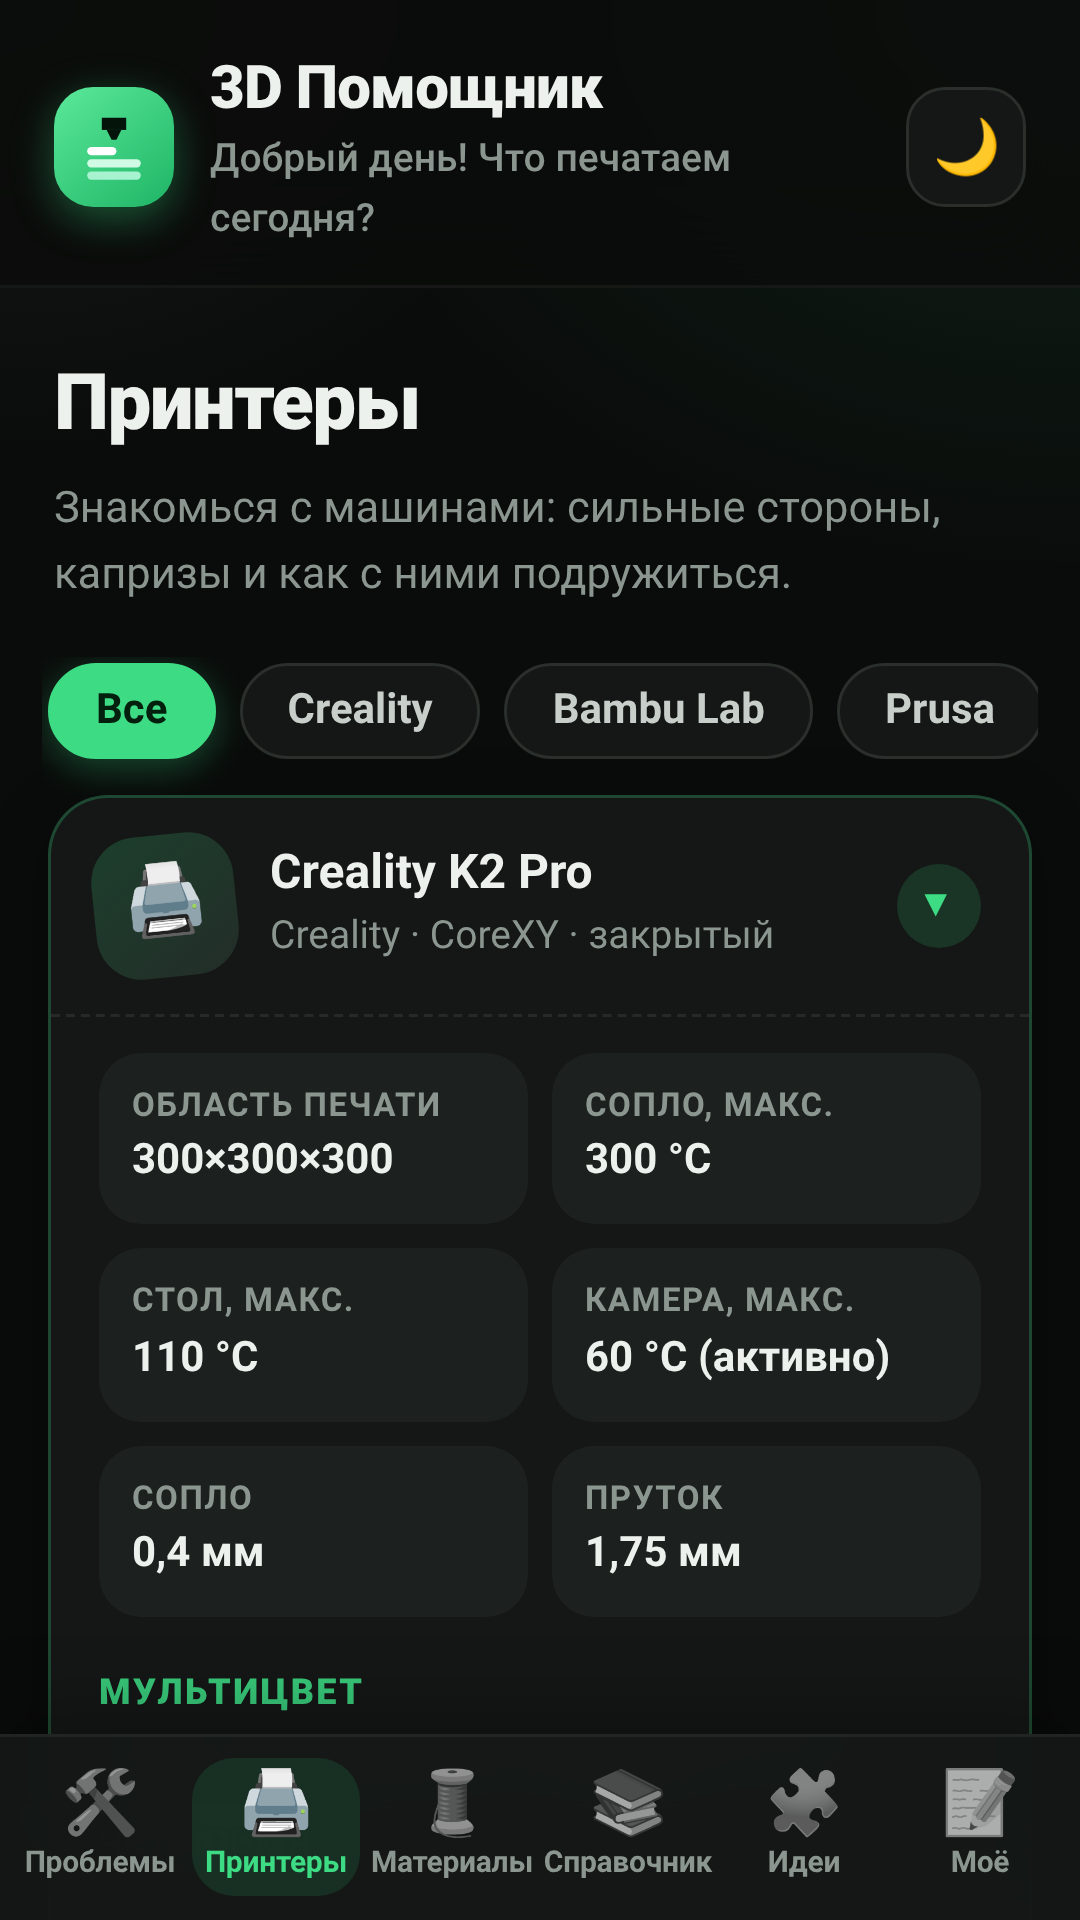 3D Помощник
Добрый день! Что печатаем
сегодня?
Принтеры
Знакомься с машинами: сильные стороны,
капризы и как с ними подружиться.
Все
Creality
Bambu Lab
Prusa
Creality K2 Pro
Creality · CoreXY · закрытый
ОБЛАСТЬ ПЕЧАТИ
300×300×300
СОПЛО, МАКС.
300 °C
СТОЛ, МАКС.
110 °C
КАМЕРА, МАКС.
60 °C (активно)
СОПЛО
0,4 мм
ПРУТОК
1,75 мм
МУЛЬТИЦВЕТ
Проблемы
Принтеры
Материалы
Справочник
Идеи
Моё